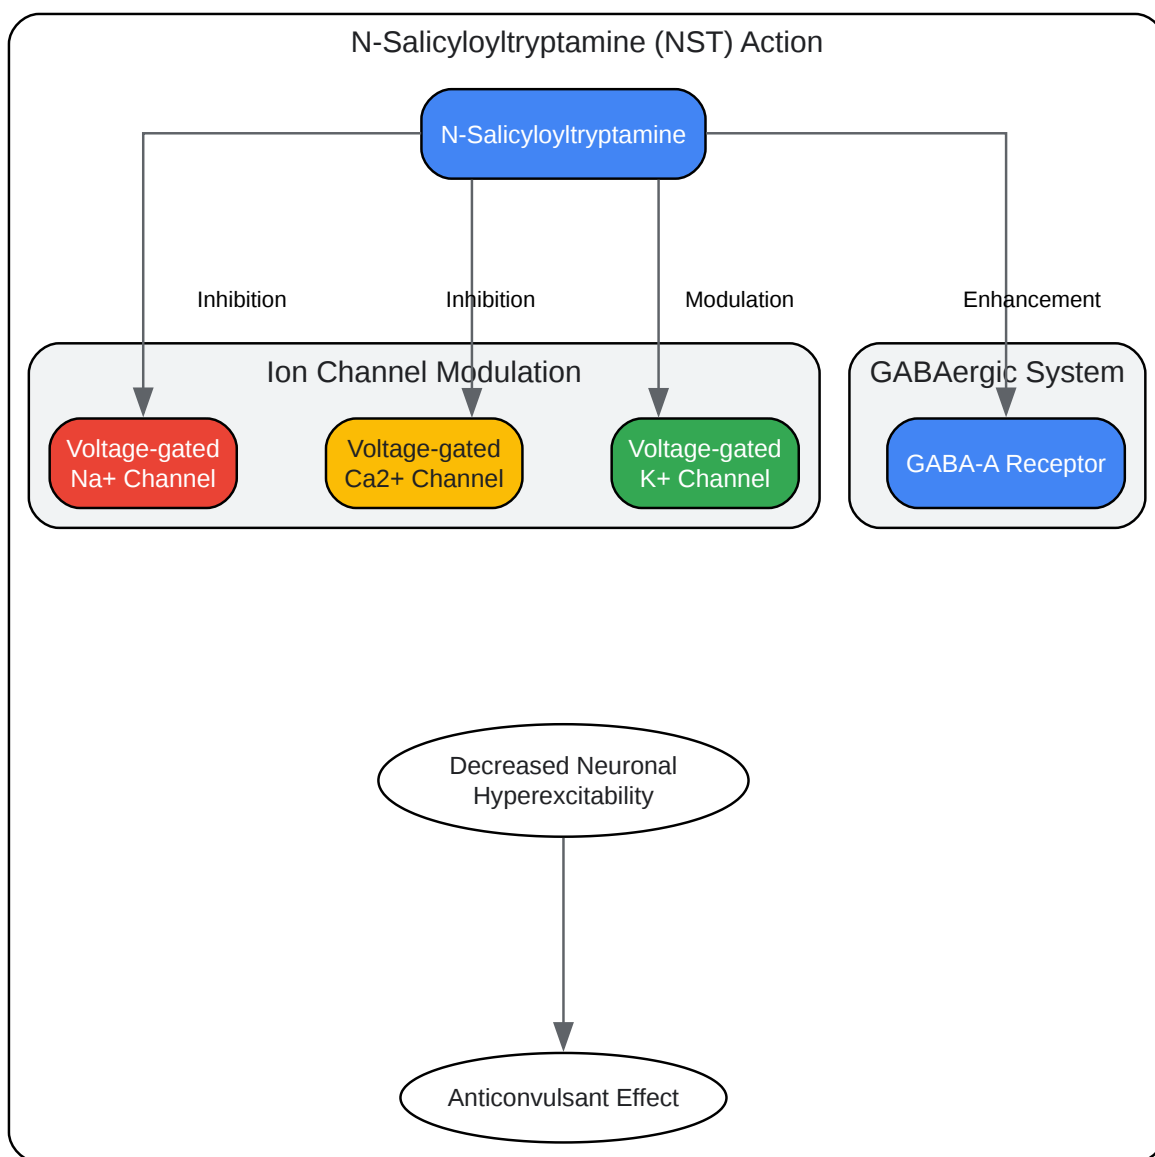 N-Salicyloyltryptamine (NST) Action
N-Salicyloyltryptamine
Inhibition
Inhibition
Modulation
Enhancement
Ion Channel Modulation
GABAergic System
Voltage-gated
Na+ Channel
Voltage-gated
Ca2+ Channel
Voltage-gated
K+ Channel
GABA-A Receptor
Decreased Neuronal
Hyperexcitability
Anticonvulsant Effect